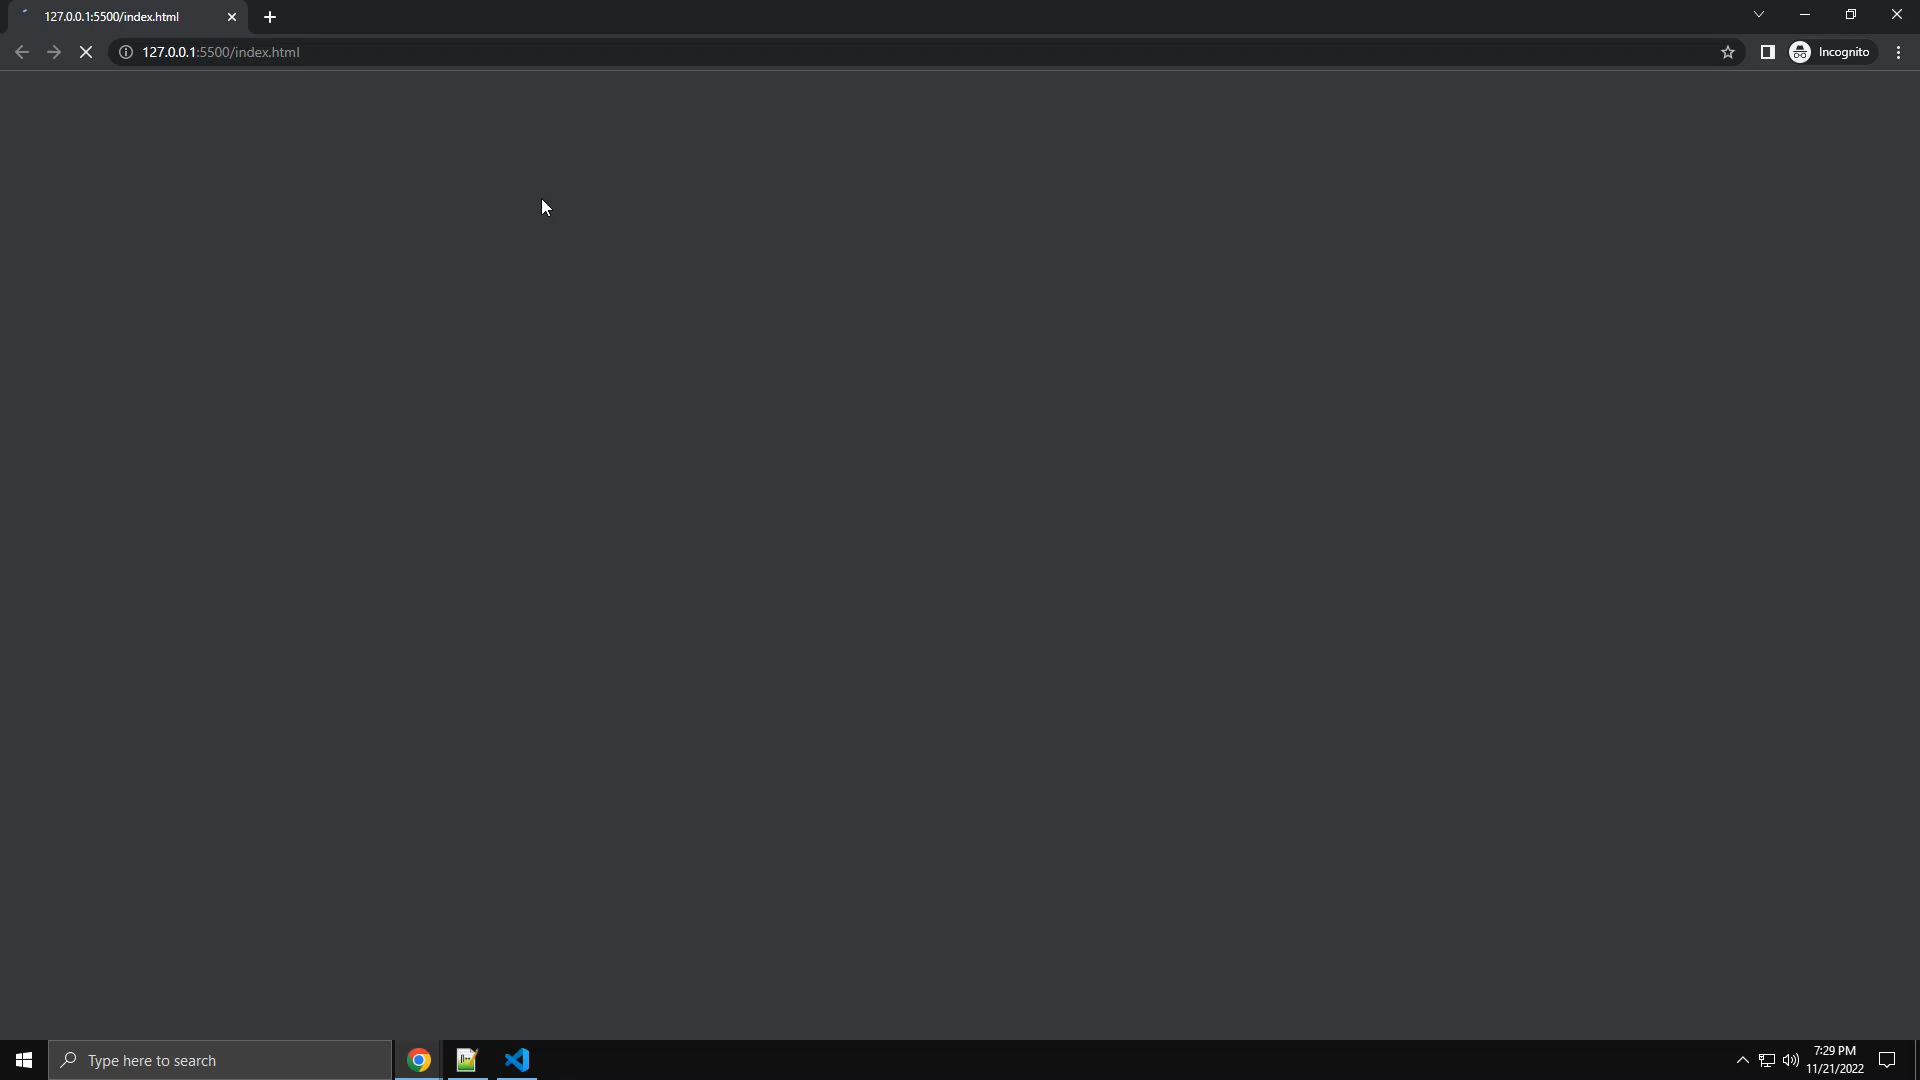 127.0.0.1:5500/index.html
127.0.0.1:5500/index.html
Incognito
Type here to search
7:29 PM
11/21/2022